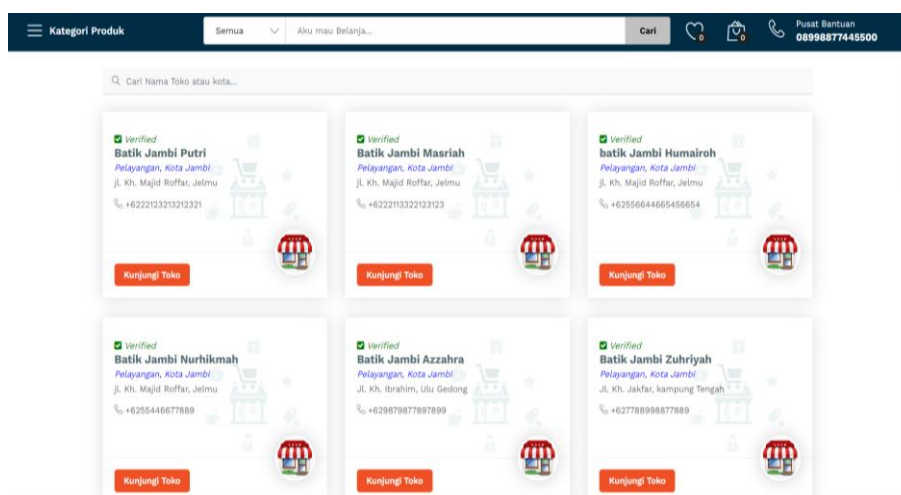 Kategori Produk
Semua
Aku mau Belanja...
Cari
0
0
Pusat Bantuan
08998877445500
Cari Nama Toko atau kota...
Verified
Batik Jambi Putri
Pelayangan, Kota Jambi
jl. Kh. Majid Roffar, Jelmu
+6222123213212321
Kunjungi Toko
Verified
Batik Jambi Masriah
Pelayangan, Kota Jambi
jl. Kh. Majid Roffar, Jelmu
+6222113322123123
Kunjungi Toko
Verified
batik Jambi Humairoh
Pelayangan, Kota Jambi
jl. Kh. Majid Roffar, Jelmu
+62556644665456654
Kunjungi Toko
Verified
Batik Jambi Nurhikmah
Pelayangan, Kota Jambi
jl. Kh. Majid Roffar, Jelmu
+6255446677889
Kunjungi Toko
Verified
Batik Jambi Azzahra
Pelayangan, Kota Jambi
Jl. Kh. Ibrahim, Ulu Gedong
+629879877897899
Kunjungi Toko
Verified
Batik Jambi Zuhriyah
Pelayangan, Kota Jambi
Jl. Kh. Jakfar, kampung Tengah
+627788998877889
Kunjungi Toko